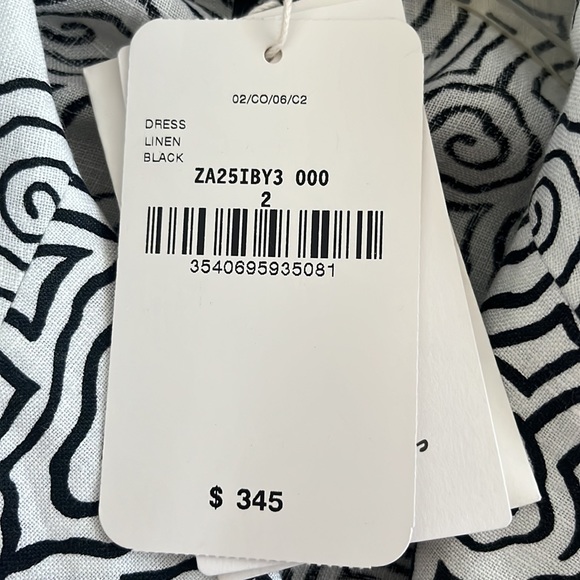 02/CO/06/C2
DRESS
LINEN
BLACK
ZA25IBY3 000
2
3540695935081
$ 345